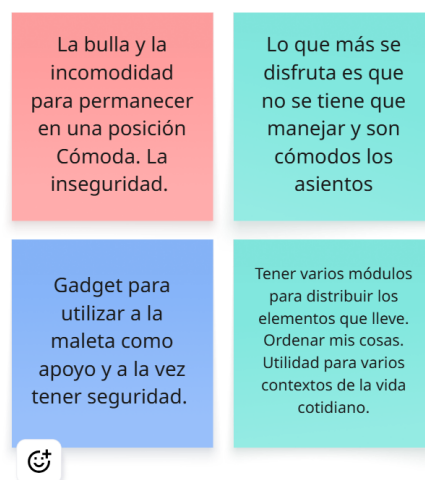 La bulla y la
incomodidad
para permanecer
en una posición
Cómoda. La
inseguridad.
Lo que más se
disfruta es que
no se tiene que
manejar y son
cómodos los
asientos
Gadget para
utilizar a la
maleta como
apoyo y a la vez
tener seguridad.
Tener varios módulos
para distribuir los
elementos que lleve.
Ordenar mis cosas.
Utilidad para varios
contextos de la vida
cotidiano.